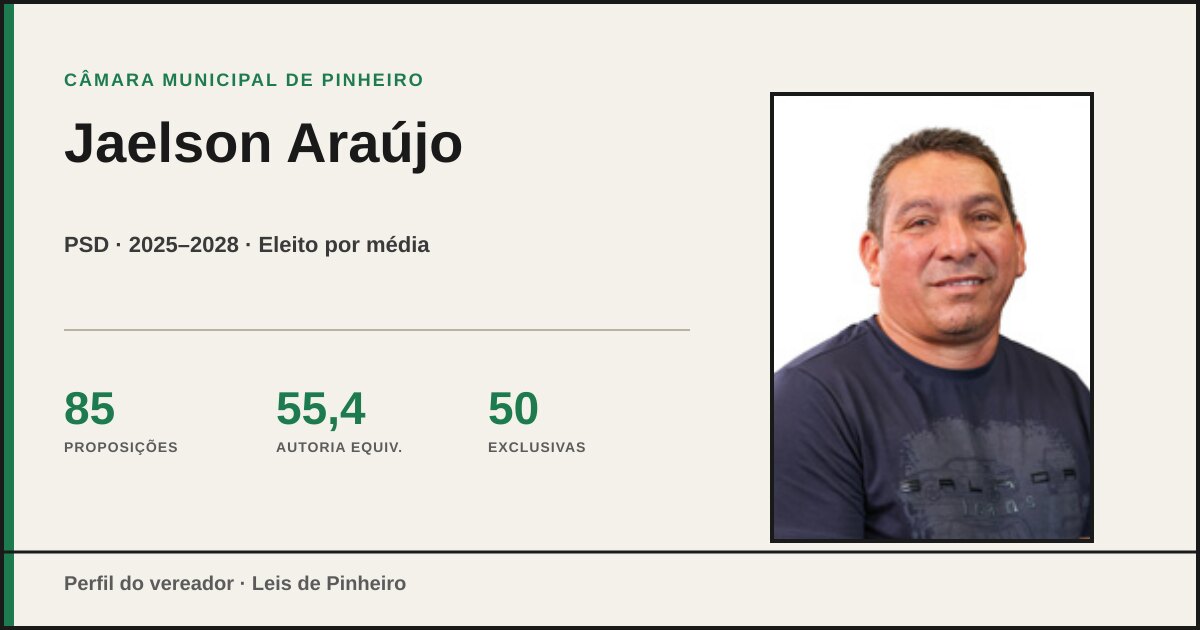 CÂMARA MUNICIPAL DE PINHEIRO
Jaelson Araújo
PSD · 2025–2028 · Eleito por média
85
PROPOSIÇÕES
55,4
AUTORIA EQUIV.
50
EXCLUSIVAS
Perfil do vereador · Leis de Pinheiro